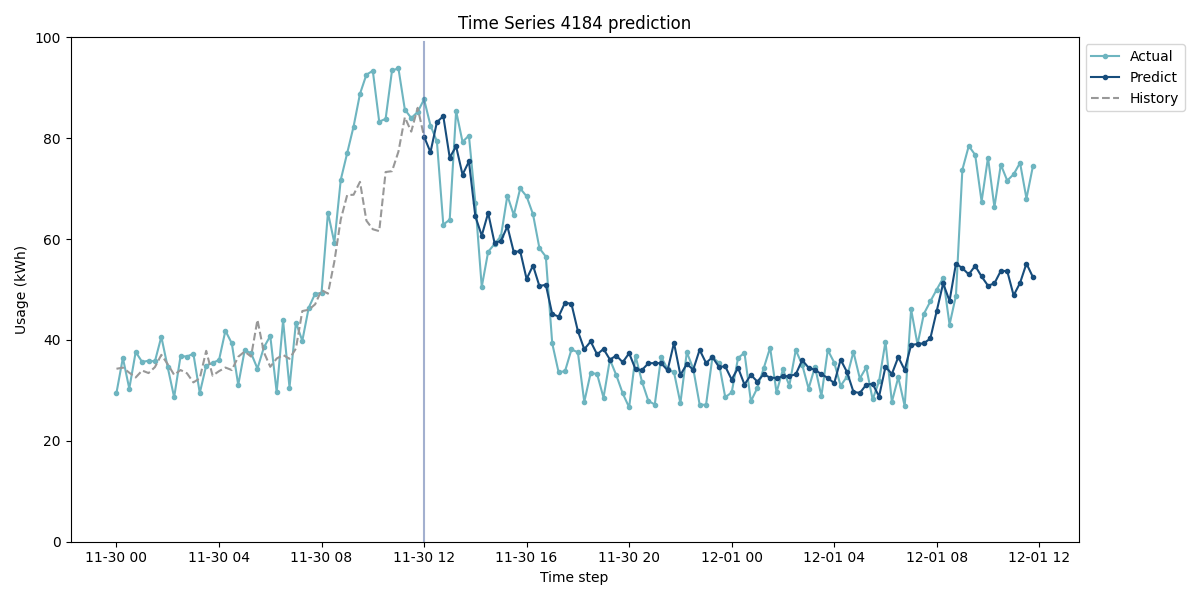 Time Series 4184 prediction
100
80
60
40
20
0
Usage (kWh)
11-30 00
11-30 04
11-30 08
11-30 12
11-30 16
11-30 20
12-01 00
12-01 04
12-01 08
12-01 12
Time step
Actual
Predict
History